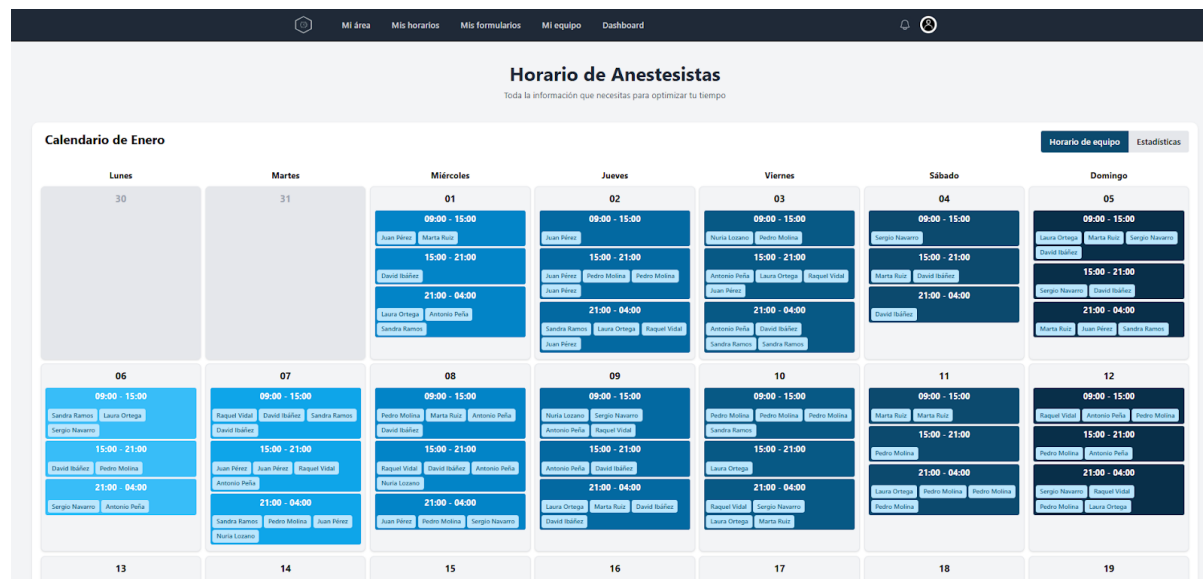 Mi área Mis horarios Mis formularios Mi equipo Dashboard
Horario de Anestesistas
Toda la información que necesitas para optimizar tu tiempo
Calendario de Enero
Horario de equipo Estadísticas
Lunes Martes Miércoles Jueves Viernes Sábado Domingo
30
31
01
09:00 - 15:00
Juan Pérez Marta Ruiz
15:00 - 21:00
David Ibáñez
21:00 - 04:00
Laura Ortega Antonio Peña
Sandra Ramos
02
09:00 - 15:00
Juan Pérez
15:00 - 21:00
Juan Pérez Pedro Molina Pedro Molina
Juan Pérez
21:00 - 04:00
Sandra Ramos Laura Ortega Raquel Vidal
Juan Pérez
03
09:00 - 15:00
Nuria Lozano Pedro Molina
15:00 - 21:00
Antonio Peña Laura Ortega Raquel Vidal
Juan Pérez
21:00 - 04:00
Antonio Peña David Ibáñez
Sandra Ramos Sandra Ramos
04
09:00 - 15:00
Sergio Navarro
15:00 - 21:00
Marta Ruiz David Ibáñez
21:00 - 04:00
David Ibáñez
05
09:00 - 15:00
Laura Ortega Marta Ruiz Sergio Navarro
David Ibáñez
15:00 - 21:00
Sergio Navarro David Ibáñez
21:00 - 04:00
Marta Ruiz Juan Pérez Sandra Ramos
06
09:00 - 15:00
Sandra Ramos Laura Ortega
Sergio Navarro
15:00 - 21:00
David Ibáñez Pedro Molina
21:00 - 04:00
Sergio Navarro Antonio Peña
07
09:00 - 15:00
Raquel Vidal David Ibáñez Sandra Ramos
David Ibáñez
15:00 - 21:00
Juan Pérez Juan Pérez Raquel Vidal
Antonio Peña
21:00 - 04:00
Sandra Ramos Pedro Molina Juan Pérez
Nuria Lozano
08
09:00 - 15:00
Pedro Molina Marta Ruiz Antonio Peña
David Ibáñez
15:00 - 21:00
Raquel Vidal David Ibáñez Antonio Peña
Nuria Lozano
21:00 - 04:00
Juan Pérez Pedro Molina Sergio Navarro
09
09:00 - 15:00
Nuria Lozano Sergio Navarro
Antonio Peña Raquel Vidal
15:00 - 21:00
Antonio Peña David Ibáñez
21:00 - 04:00
Laura Ortega Marta Ruiz David Ibáñez
David Ibáñez
10
09:00 - 15:00
Pedro Molina Pedro Molina Pedro Molina
Sandra Ramos
15:00 - 21:00
Laura Ortega
21:00 - 04:00
Raquel Vidal Sergio Navarro
Laura Ortega Marta Ruiz
11
09:00 - 15:00
Marta Ruiz Marta Ruiz
15:00 - 21:00
Pedro Molina
21:00 - 04:00
Laura Ortega Pedro Molina Pedro Molina
Pedro Molina
12
09:00 - 15:00
Raquel Vidal Antonio Peña Pedro Molina
15:00 - 21:00
Pedro Molina Antonio Peña
21:00 - 04:00
Sergio Navarro Raquel Vidal
Pedro Molina Laura Ortega
13 14 15 16 17 18 19